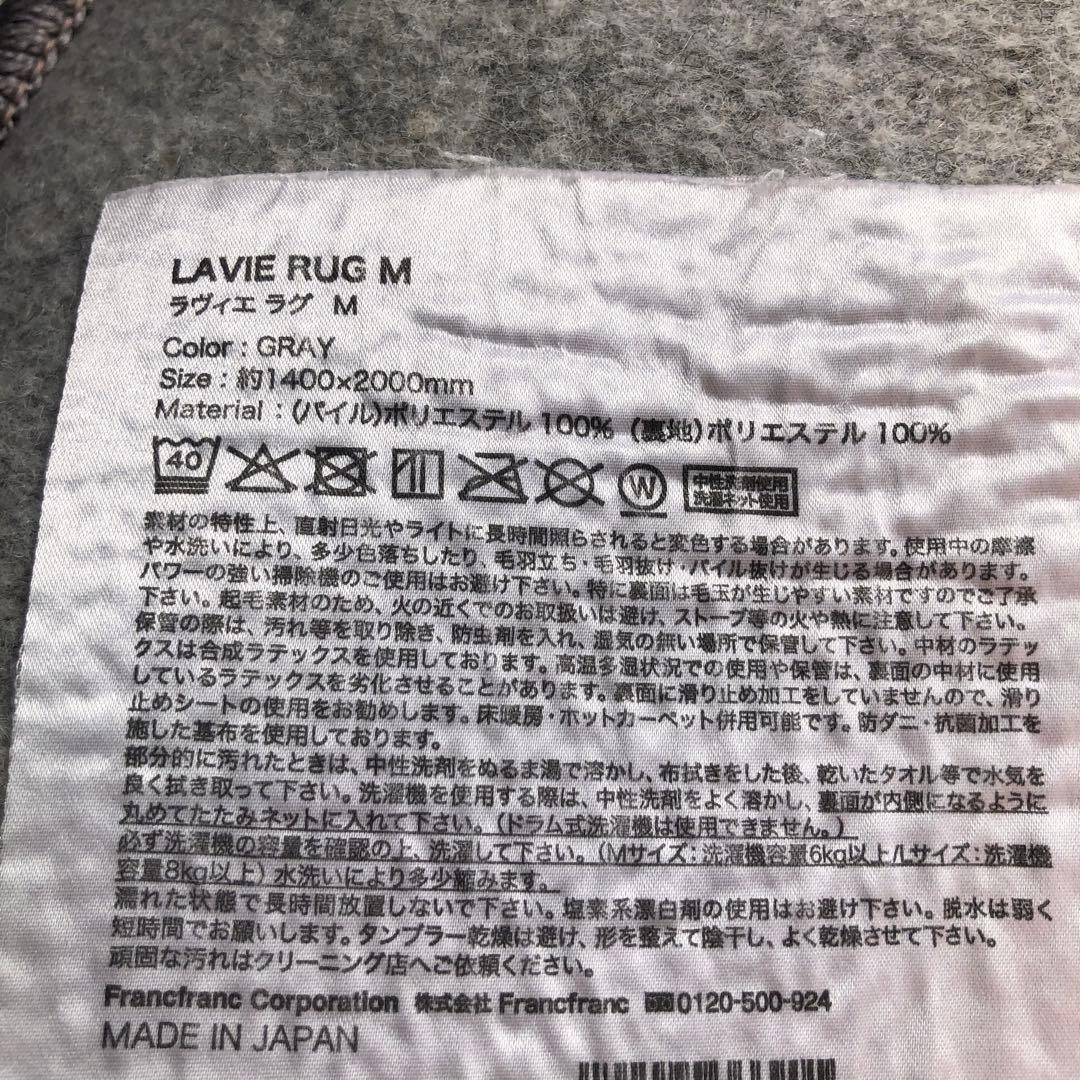 LAVIE RUG M
ラヴィエ ラグ M
Color : GRAY
Size : 約1400×2000mm
Material : (パイル)ポリエステル 100% (裏地)ポリエステル 100%
40
W
中性洗剤使用
洗濯ネット使用
素材の特性上、直射日光やライトに長時間照らされると変色する場合があります。使用中の摩擦
や水洗いにより、多少色落ちしたり、毛羽立ち・毛羽抜け・パイル抜けが生じる場合があります。
パワーの強い掃除機のご使用はお避け下さい。特に裏面は毛玉が生じやすい素材ですのでご了承
下さい。起毛素材のため、火の近くでのお取扱いは避け、ストーブ等の火や熱に注意して下さい。
保管の際は、汚れ等を取り除き、防虫剤を入れ、湿気の無い場所で保管して下さい。中材のラテッ
クスは合成ラテックスを使用しております。高温多湿状況での使用や保管は、裏面の中材に使用
しているラテックスを劣化させることがあります。裏面に滑り止め加工をしていませんので、滑り
止めシートの使用をお勧めします。床暖房・ホットカーペット併用可能です。防ダニ・抗菌加工を
施した基布を使用しております。
部分的に汚れたときは、中性洗剤をぬるま湯で溶かし、布拭きをした後、乾いたタオル等で水気を
良く拭き取って下さい。洗濯機を使用する際は、中性洗剤をよく溶かし、裏面が内側になるように
丸めてたたみネットに入れて下さい。(ドラム式洗濯機は使用できません。)
必ず洗濯機の容量を確認の上、洗濯して下さい。(Mサイズ:洗濯機容量6kg以上/Lサイズ:洗濯機
容量8kg以上) 水洗いにより多少縮みます。
濡れた状態で長時間放置しないで下さい。塩素系漂白剤の使用はお避け下さい。脱水は弱く
短時間でお願いします。タンブラー乾燥は避け、形を整えて陰干し、よく乾燥させて下さい。
頑固な汚れはクリーニング店へご依頼ください。
Francfranc Corporation 株式会社 Francfranc 0120-500-924
MADE IN JAPAN